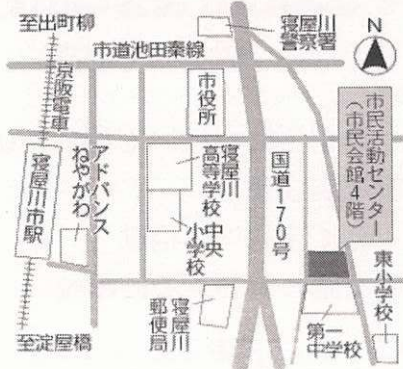 至出町柳
寝屋川
警察署
N
市道池田秦線
京阪電車
市役所
市民活動センター
(市民会館4階)
寝屋川市駅
アドバンス
ねやがわ
寝屋川
高等学校
中央
小学校
国道170号
東小学校
寝屋川
郵便局
第一
中学校
至淀屋橋